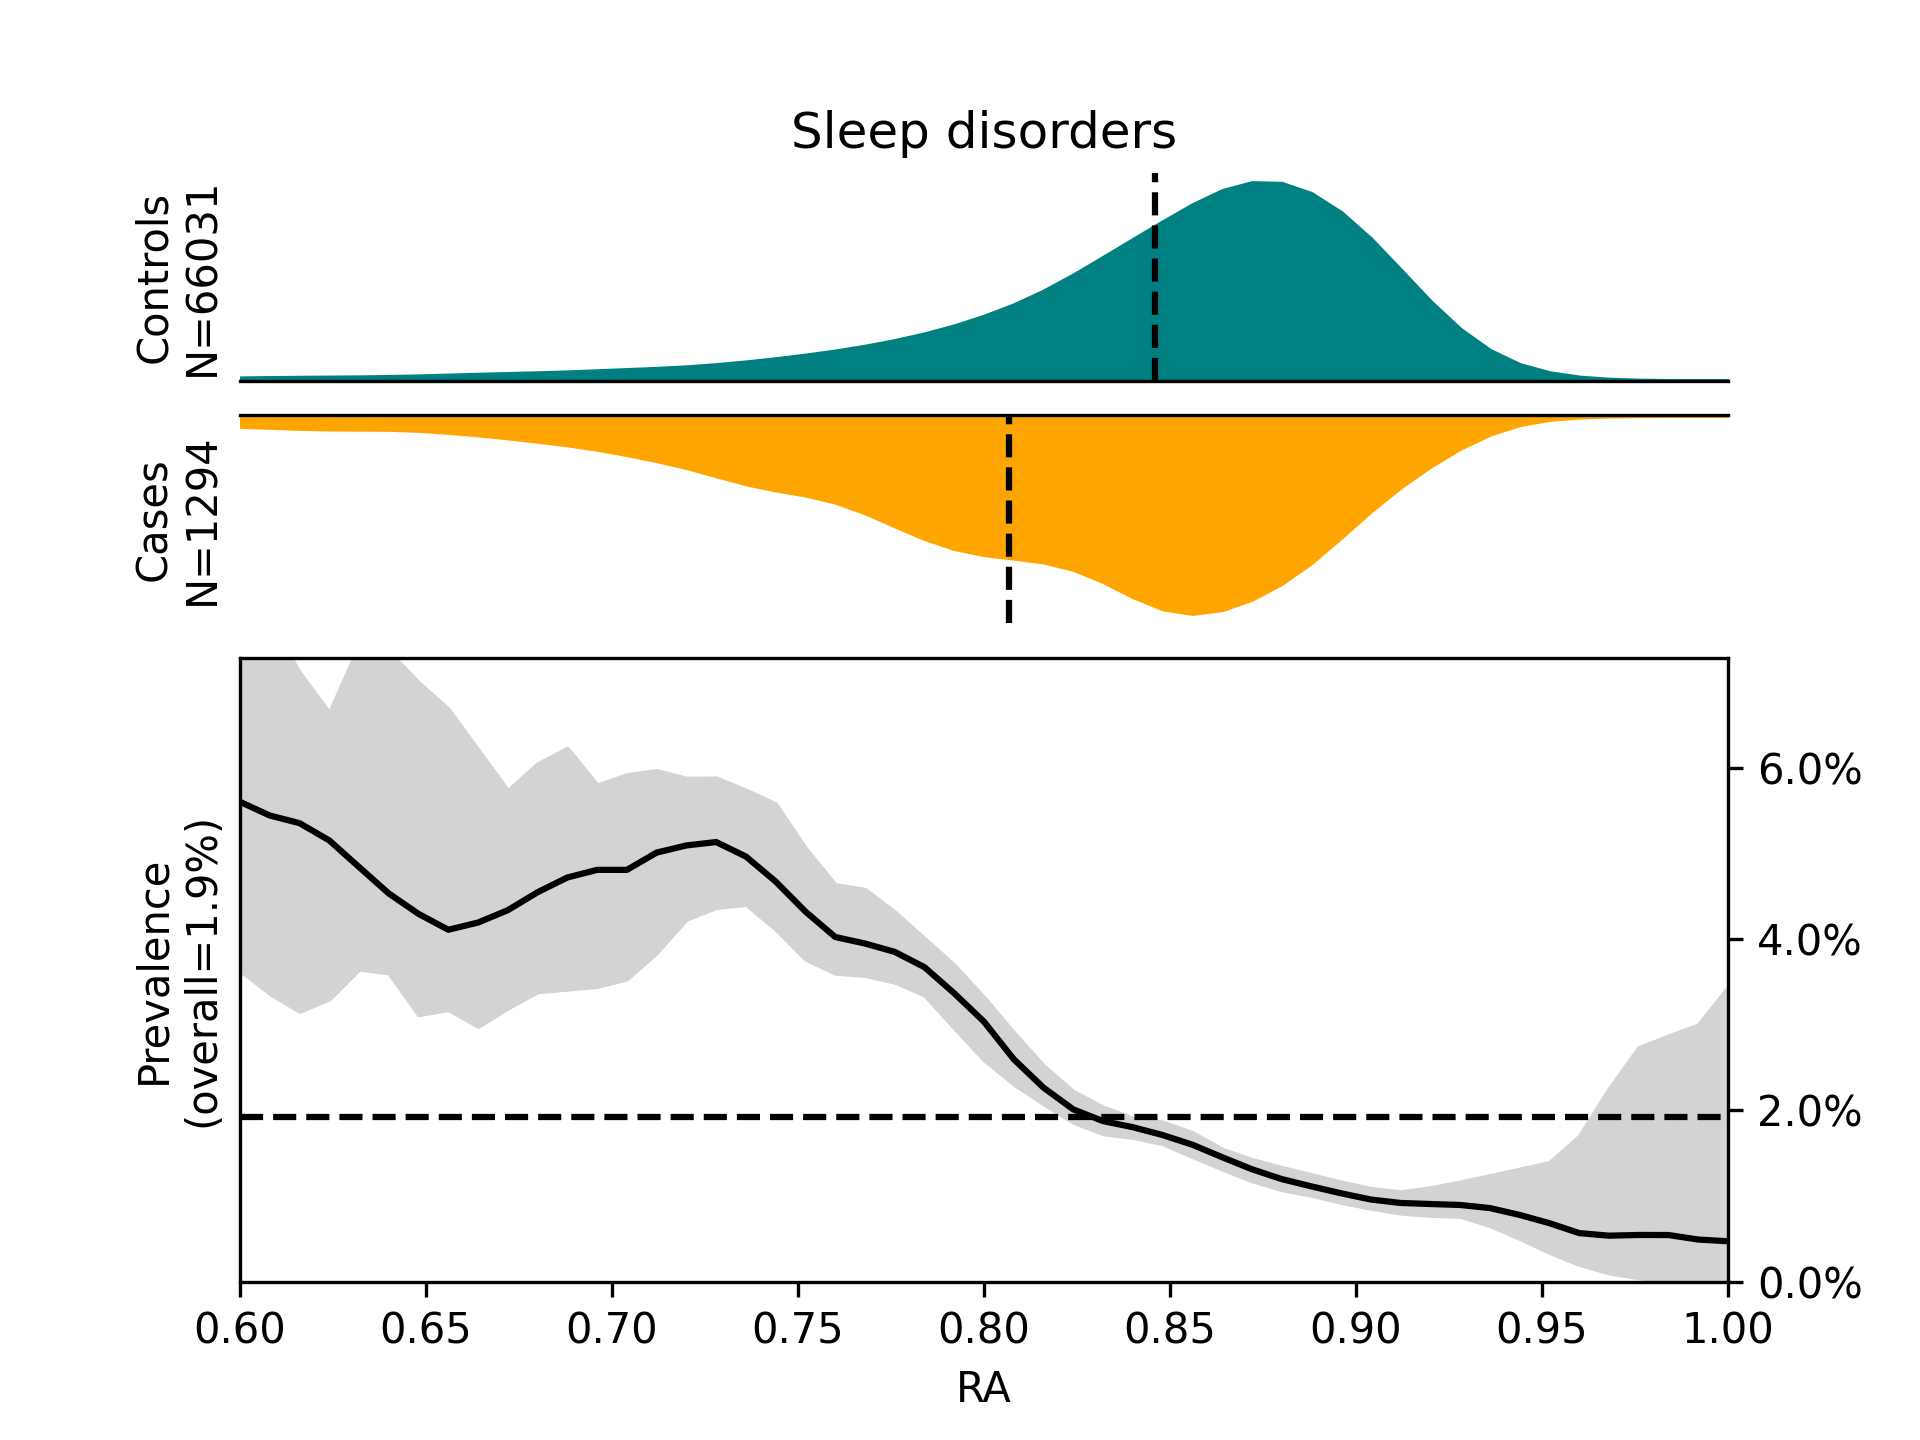 Sleep disorders
Controls
N=66031
Cases
N=1294
Prevalence
(overall=1.9%)
6.0%
4.0%
2.0%
0.0%
0.60 0.65 0.70 0.75 0.80 0.85 0.90 0.95 1.00
RA